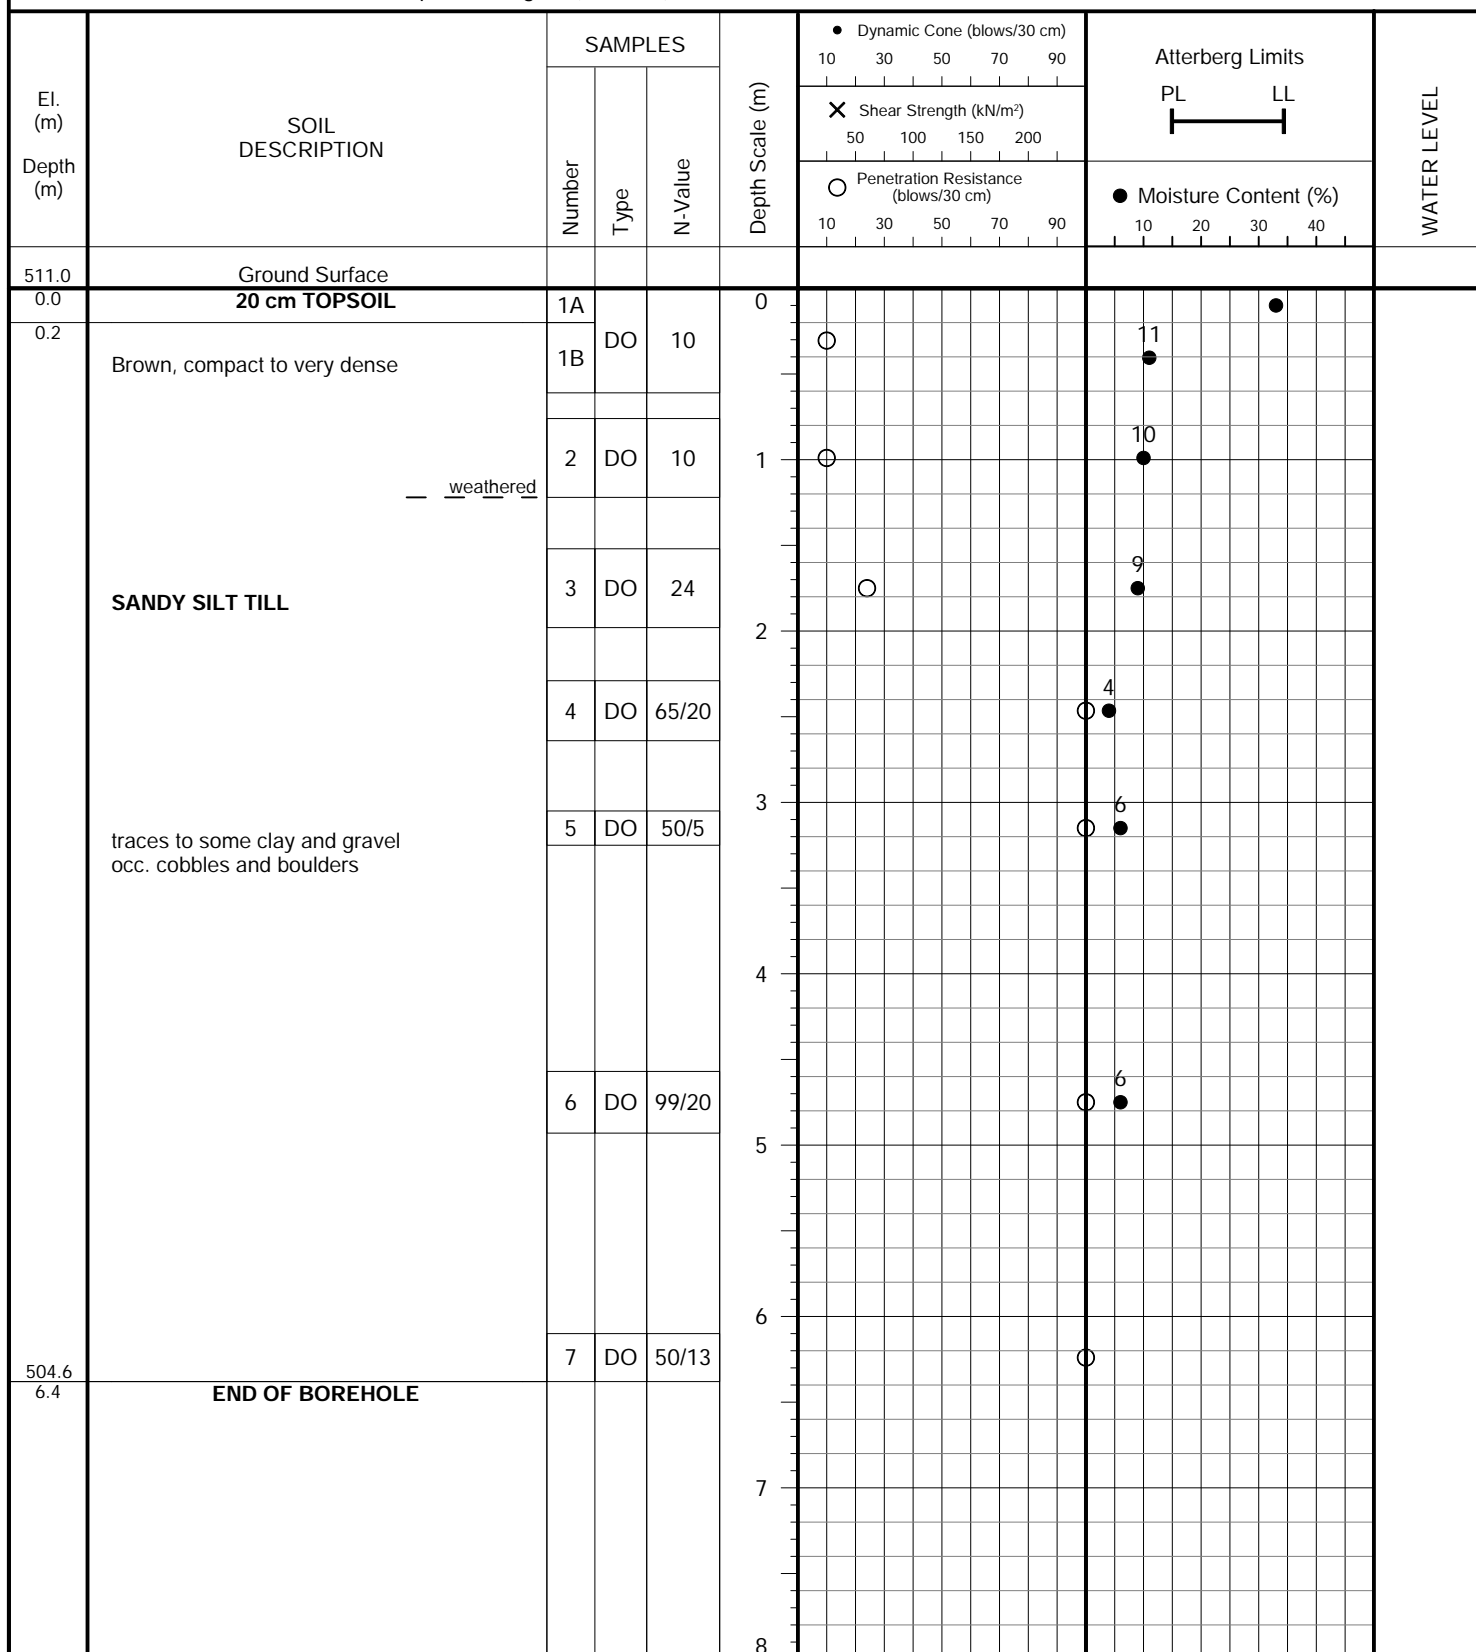 El.
(m)
Depth
(m)
SOIL
DESCRIPTION
SAMPLES
Number
Type
N-Value
Depth Scale (m)
Dynamic Cone (blows/30 cm)
10 30 50 70 90
Shear Strength (kN/m²)
50 100 150 200
Penetration Resistance
(blows/30 cm)
10 30 50 70 90
Atterberg Limits
PL LL
Moisture Content (%)
10 20 30 40
WATER LEVEL
511.0 Ground Surface
0.0 20 cm TOPSOIL 1A 0
0.2
DO 10 11
Brown, compact to very dense 1B
10
2 DO 10 1
weathered
9
SANDY SILT TILL 3 DO 24
2
4
4 DO 65/20
3 6
5 DO 50/5
traces to some clay and gravel
occ. cobbles and boulders
4
6
6 DO 99/20
5
6
7 DO 50/13
504.6
6.4 END OF BOREHOLE
7
8